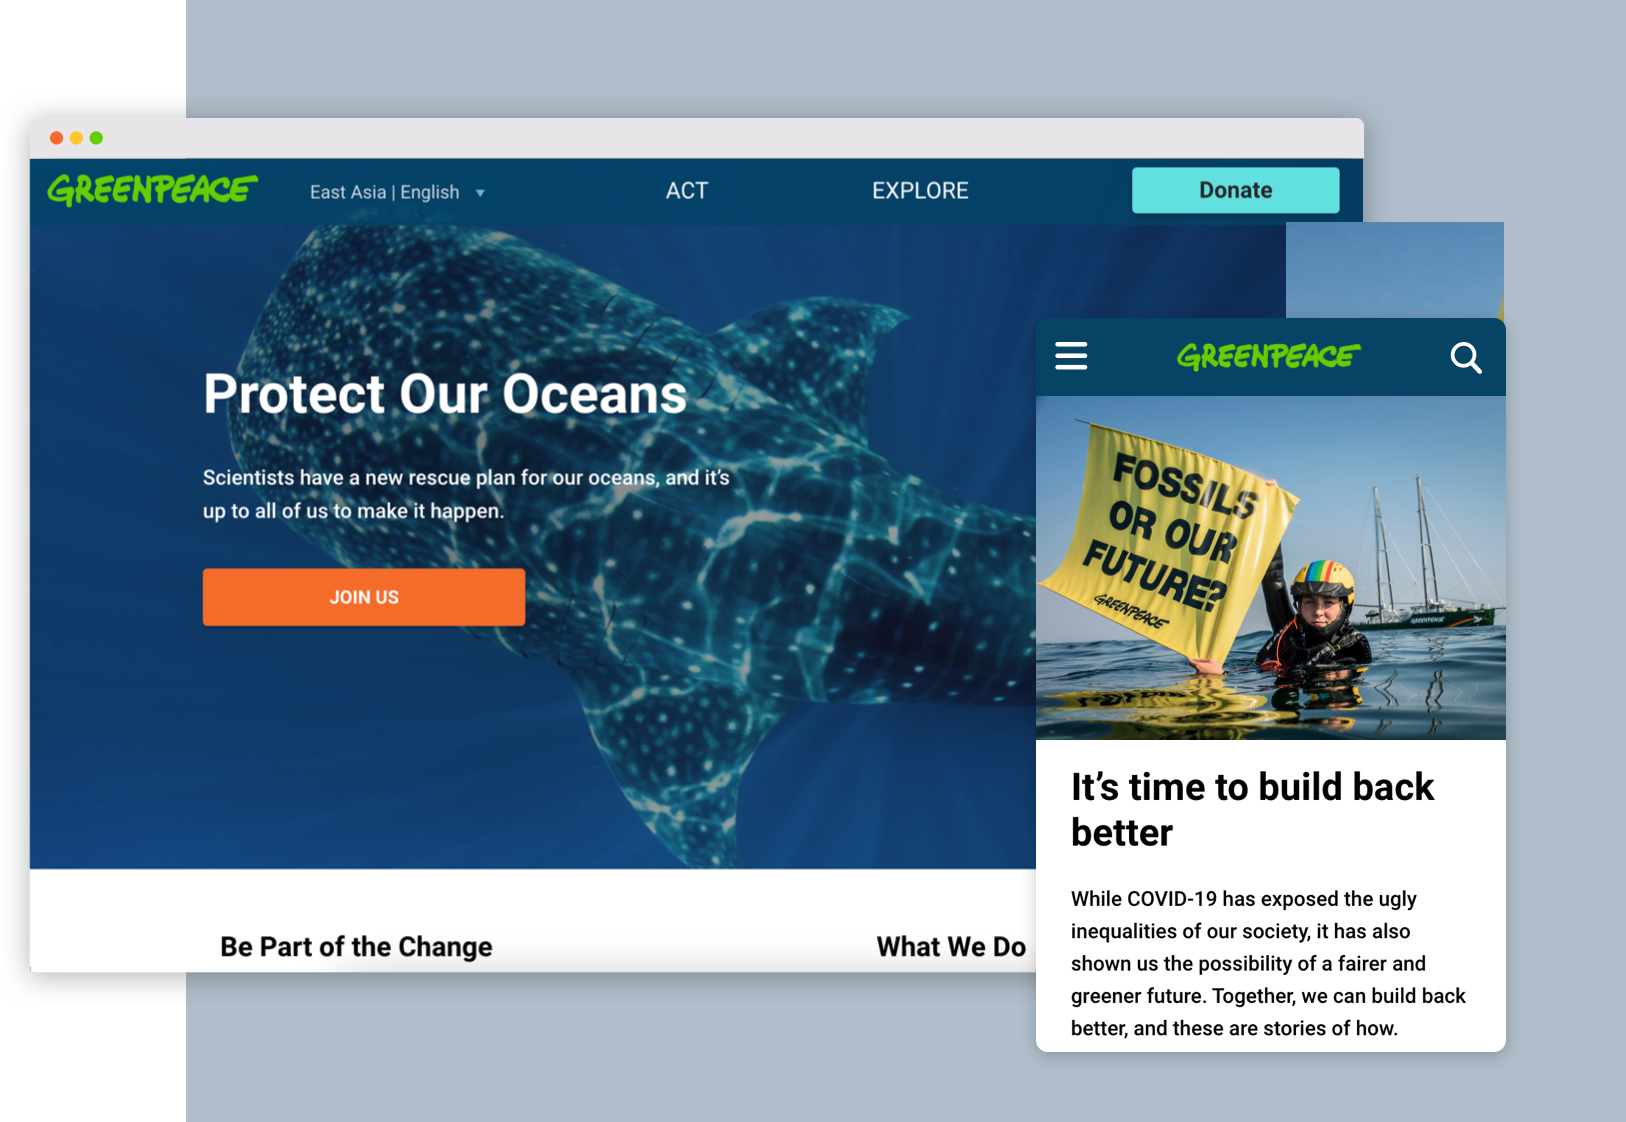 GREENPEACE
East Asia | English
ACT
EXPLORE
Donate
Protect Our Oceans
Scientists have a new rescue plan for our oceans, and it's
up to all of us to make it happen.
JOIN US
Be Part of the Change
What We Do
GREENPEACE
FOSSILS
OR OUR
FUTURE?
GREENPEACE
GREENPEACE
It's time to build back
better
While COVID-19 has exposed the ugly
inequalities of our society, it has also
shown us the possibility of a fairer and
greener future. Together, we can build back
better, and these are stories of how.